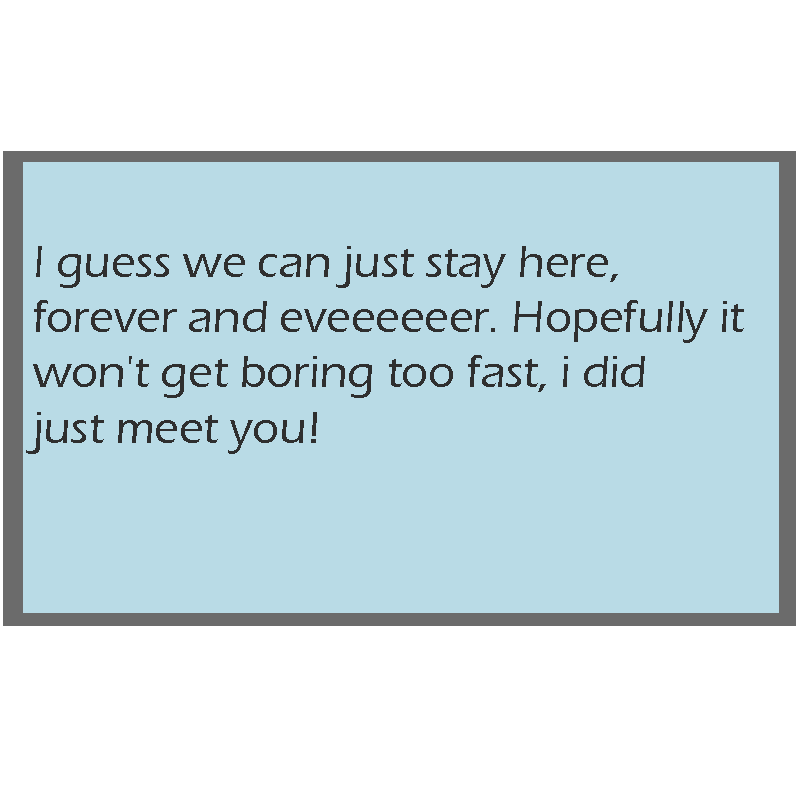 I guess we can just stay here,
forever and eveeeeeer. Hopefully it
won't get boring too fast, i did
just meet you!